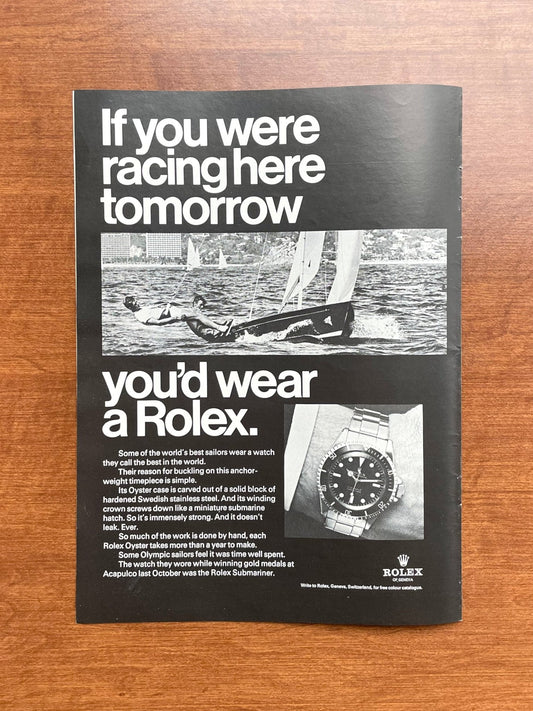 If you were
racing here
tomorrow
you'd wear
a Rolex.
Some of the world's best sailors wear a watch
they call the best in the world.
Their reason for buckling on this anchor-
weight timepiece is simple.
Its Oyster case is carved out of a solid block of
hardened Swedish stainless steel. And its winding
crown screws down like a miniature submarine
hatch. So it's immensely strong. And it doesn't
leak. Ever.
So much of the work is done by hand, each
Rolex Oyster takes more than a year to make.
Some Olympic sailors feel it was time well spent.
The watch they wore while winning gold medals at
Acapulco last October was the Rolex Submariner.
ROLEX
OF GENEVA
Write to Rolex, Geneva, Switzerland, for free colour catalogue.